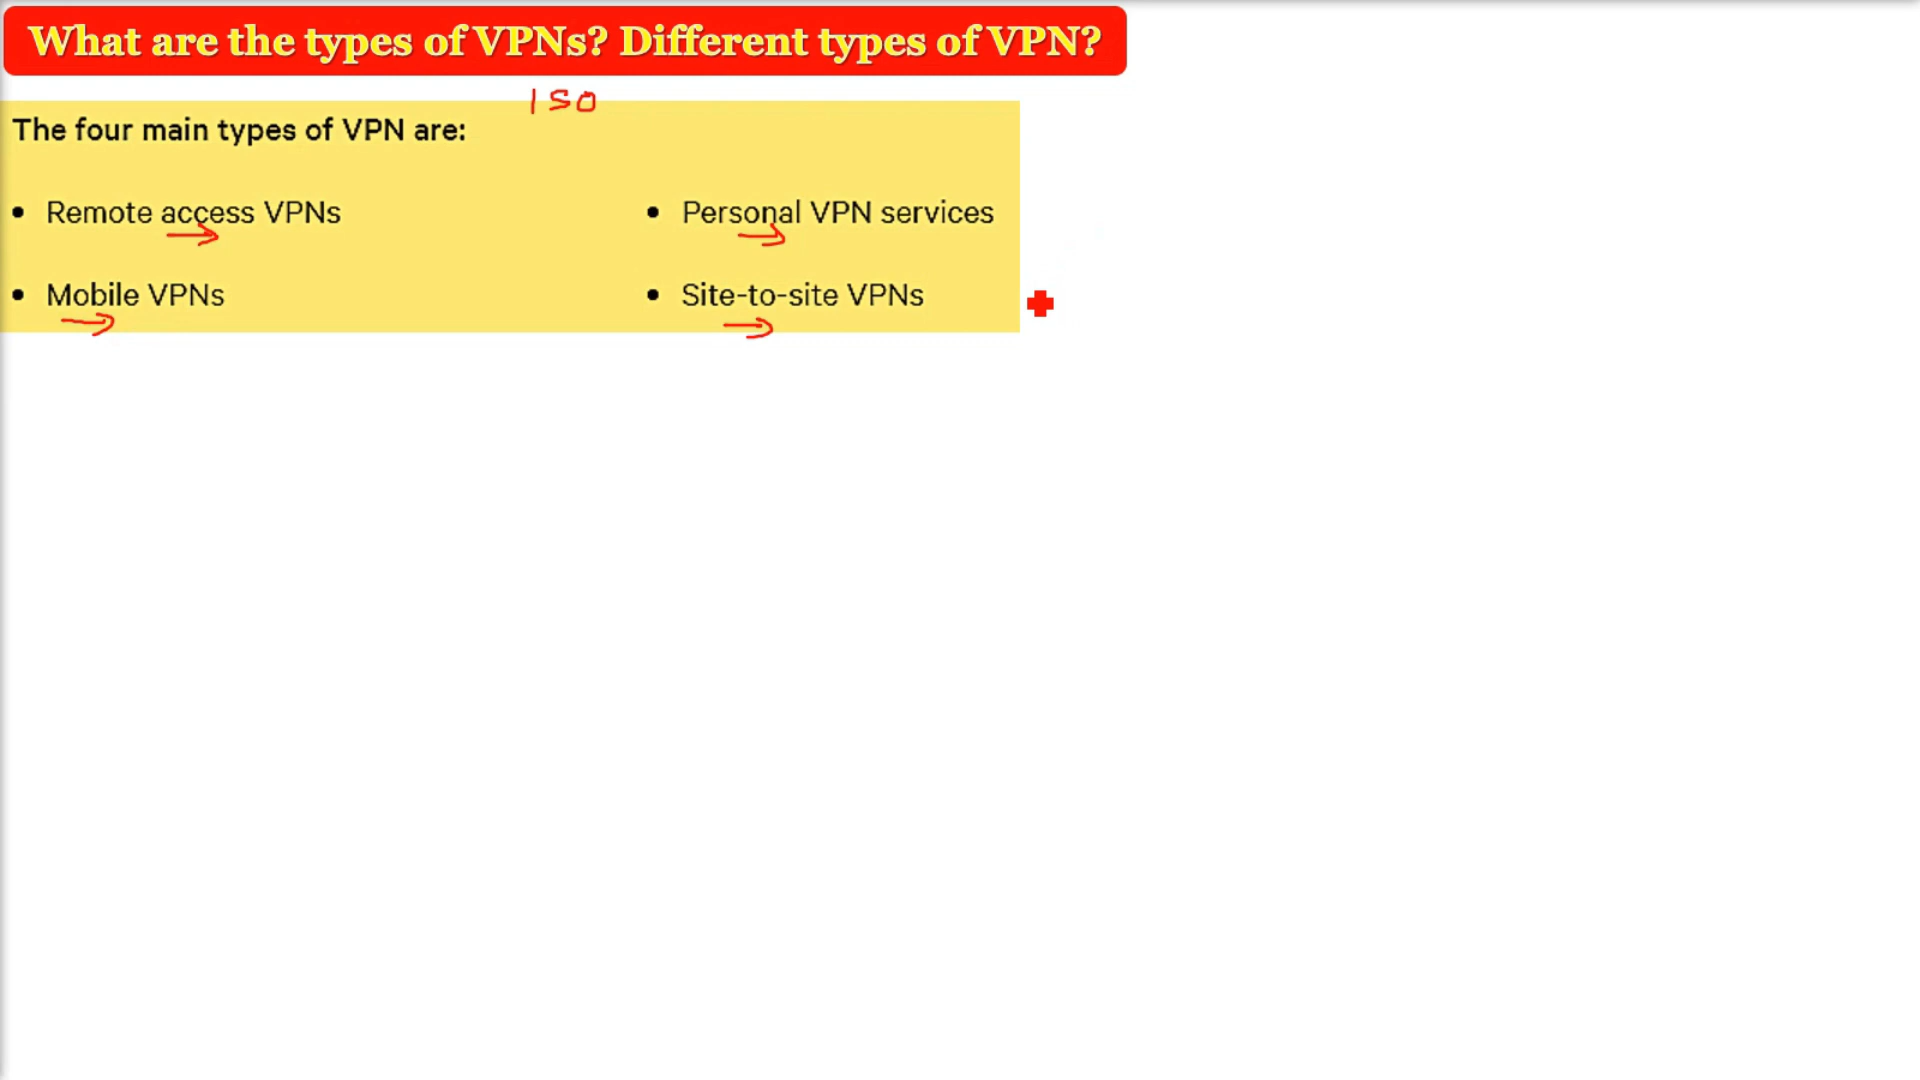 What are the types of VPNs? Different types of VPN?
ISO
The four main types of VPN are:
• Remote access VPNs
• Personal VPN services
• Mobile VPNs
• Site-to-site VPNs